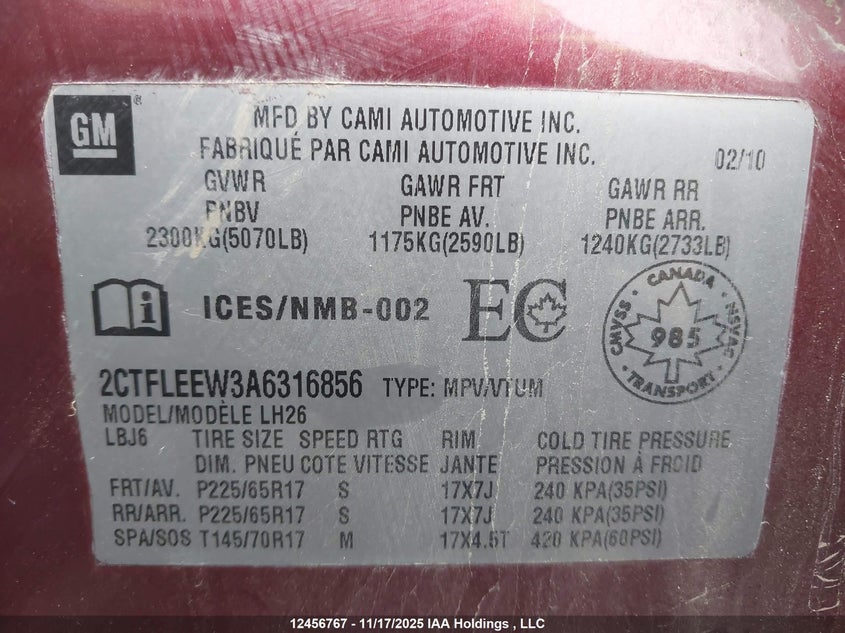 GM
MFD BY CAMI AUTOMOTIVE INC.
FABRIQUÉ PAR CAMI AUTOMOTIVE INC.
02/10
GVWR GAWR FRT GAWR RR
PNBV PNBE AV. PNBE ARR.
2300KG(5070LB) 1175KG(2590LB) 1240KG(2733LB)
ICES/NMB-002 EC
CANADA
CMVSS NSVAC
985
TRANSPORT
2CTFLEEW3A6316856 TYPE: MPV/VTUM
MODEL/MODÈLE LH26
LBJ6 TIRE SIZE SPEED RTG RIM COLD TIRE PRESSURE
DIM. PNEU COTE VITESSE JANTE PRESSION À FROID
FRT/AV. P225/65R17 S 17X7J 240 KPA(35PSI)
RR/ARR. P225/65R17 S 17X7J 240 KPA(35PSI)
SPA/SOS T145/70R17 M 17X4.5T 420 KPA(60PSI)
12456767 - 11/17/2025 IAA Holdings , LLC